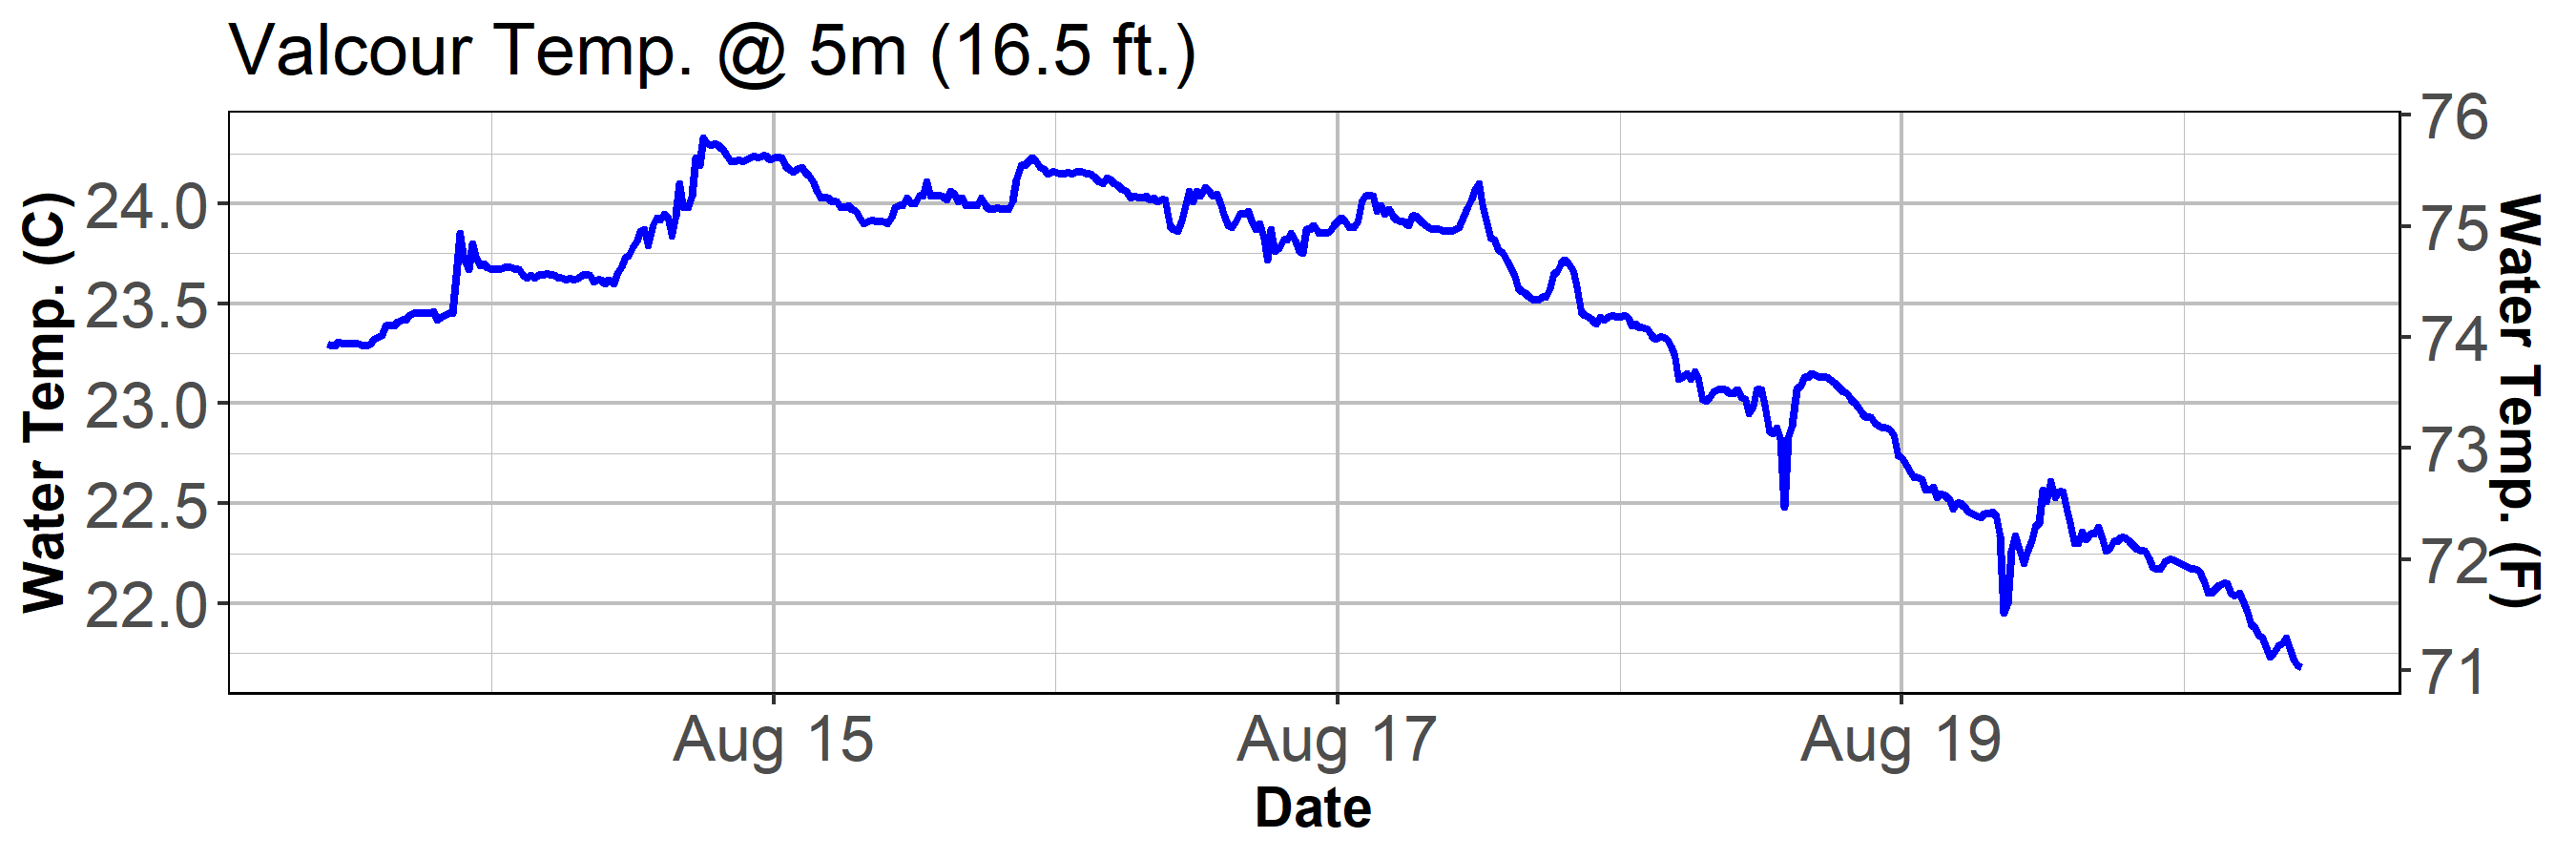 Valcour Temp. @ 5m (16.5 ft.)
Water Temp. (C)
24.0
23.5
23.0
22.5
22.0
76
75
74
73
72
71
Water Temp. (F)
Aug 15 Aug 17 Aug 19
Date